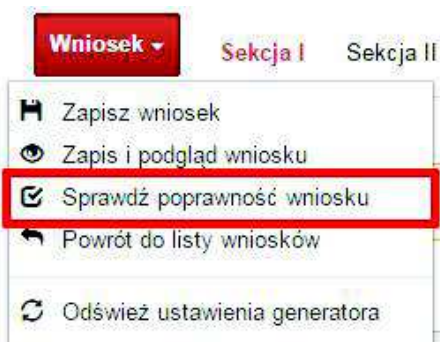 Wniosek Sekcja I Sekcja II
Zapisz wniosek
Zapis i podgląd wniosku
Sprawdź poprawność wniosku
Powrót do listy wniosków
Odśwież ustawienia generatora